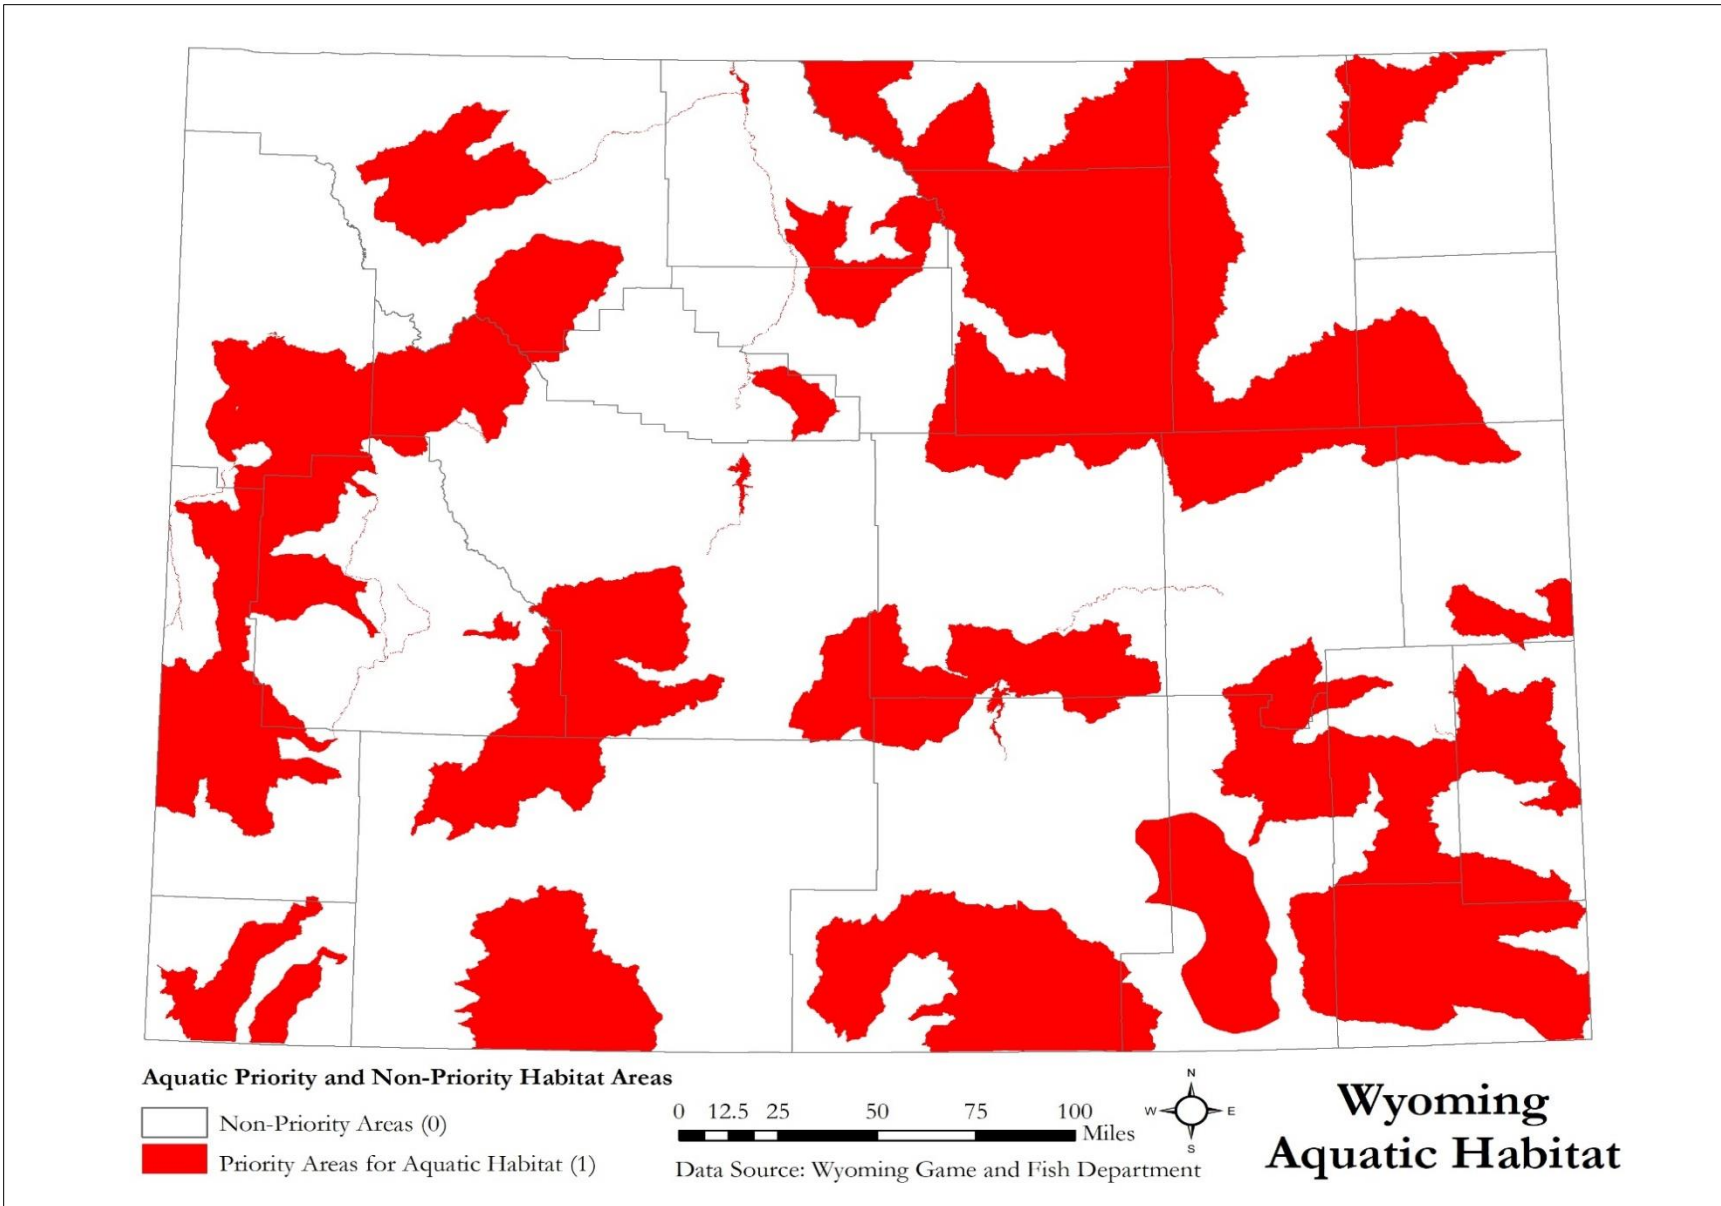 Aquatic Priority and Non-Priority Habitat Areas
Non-Priority Areas (0)
Priority Areas for Aquatic Habitat (1)
0 12.5 25 50 75 100
Miles
Data Source: Wyoming Game and Fish Department
N
W E
S
Wyoming
Aquatic Habitat